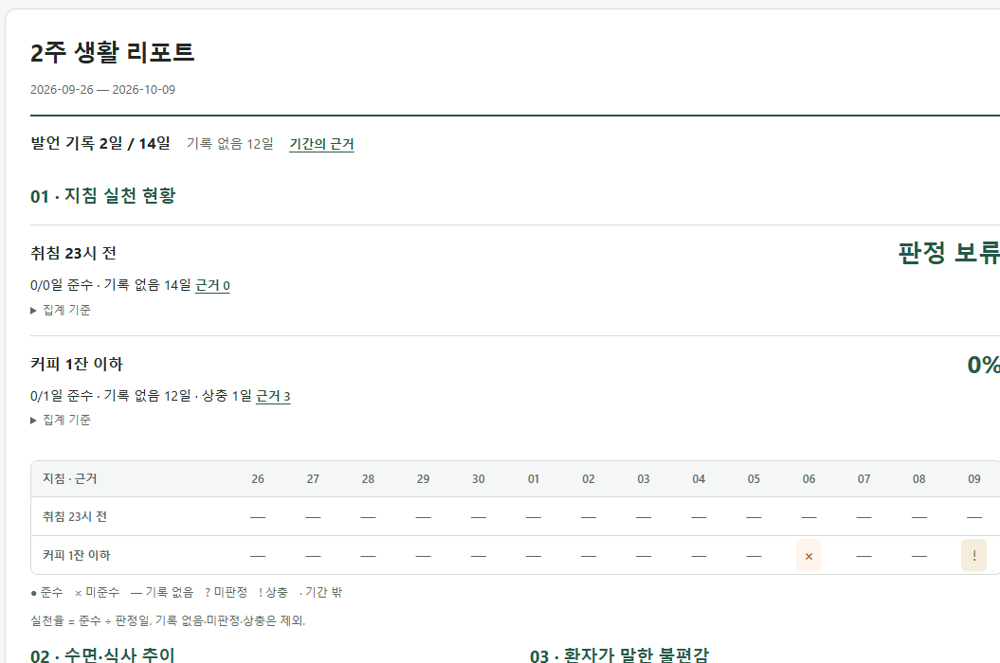 2주 생활 리포트
2026-09-26 — 2026-10-09
발언 기록 2일 / 14일 기록 없음 12일 기간의 근거
01 · 지침 실천 현황
취침 23시 전 판정 보류
0/0일 준수 · 기록 없음 14일 근거 0
▶ 집계 기준
커피 1잔 이하 0%
0/1일 준수 · 기록 없음 12일 · 상충 1일 근거 3
▶ 집계 기준
지침 · 근거 26 27 28 29 30 01 02 03 04 05 06 07 08 09
취침 23시 전 — — — — — — — — — — — — — —
커피 1잔 이하 — — — — — — — — — — × — — !
● 준수 × 미준수 — 기록 없음 ? 미판정 ! 상충 · 기간 밖
실천율 = 준수 ÷ 판정일. 기록 없음·미판정·상충은 제외.
02 · 수면·식사 추이 03 · 환자가 말한 불편감